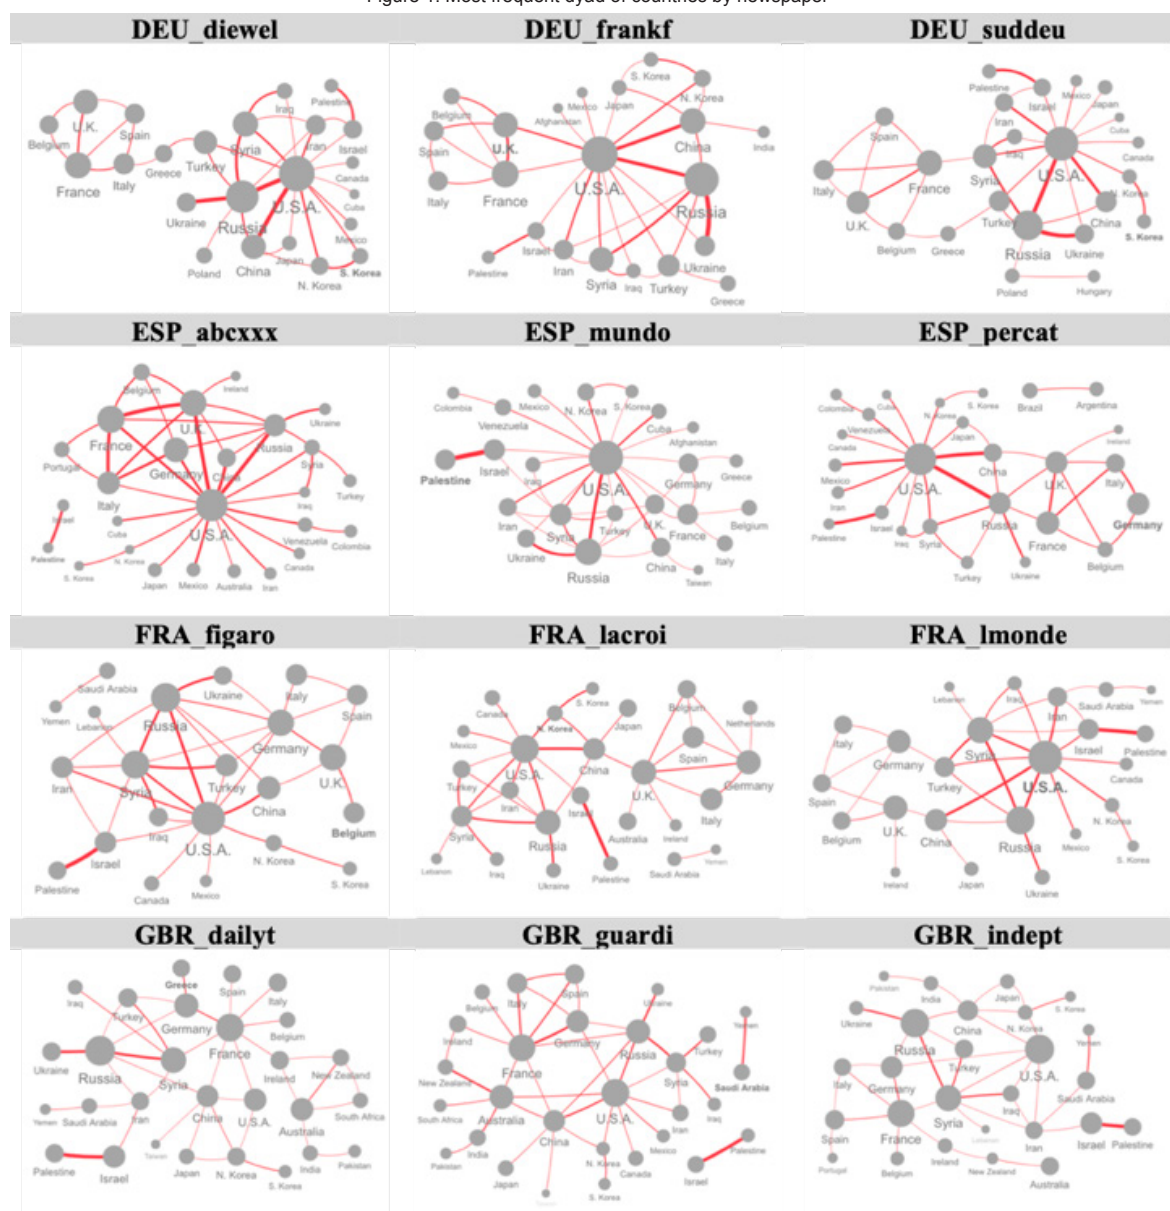 Figure 1. Most frequent dyad of countries by newspaper
DEU_diewel
U.K.
Belgium
Spain
France
Italy
Greece
Turkey
Syria
Iraq
Palestine
Iran
Israel
Canada
Cuba
Mexico
U.S.A.
Ukraine
Russia
Poland
China
Japan
N. Korea
S. Korea
DEU_frankf
S. Korea
N. Korea
Japan
Mexico
Afghanistan
Belgium
U.K.
Spain
Italy
France
U.S.A.
China
India
Russia
Israel
Palestine
Iran
Syria
Iraq
Turkey
Ukraine
Greece
DEU_suddeu
Palestine
Israel
Mexico
Japan
Cuba
Canada
Iran
Iraq
Spain
Italy
France
U.K.
Belgium
Greece
Syria
U.S.A.
Turkey
N. Korea
China
S. Korea
Russia
Ukraine
Poland
Hungary
ESP_abcxxx
Belgium
Ireland
U.K.
France
Russia
Ukraine
Portugal
Germany
China
Syria
Italy
Turkey
Iraq
Israel
U.S.A.
Cuba
Venezuela
Colombia
Palestine
N. Korea
S. Korea
Canada
Japan
Mexico
Australia
Iran
ESP_mundo
Colombia
Mexico
N. Korea
S. Korea
Venezuela
Cuba
Afghanistan
Palestine
Israel
Iraq
U.S.A.
Germany
Greece
Iran
Syria
Turkey
U.K.
Belgium
Ukraine
France
Russia
China
Italy
Taiwan
ESP_percat
Colombia
Cuba
S. Korea
N. Korea
Brazil
Argentina
Venezuela
Japan
Canada
Ireland
China
Mexico
U.S.A.
U.K.
Italy
Iran
Israel
Palestine
Iraq
Syria
Russia
France
Germany
Turkey
Ukraine
Belgium
FRA_figaro
Saudi Arabia
Ukraine
Italy
Yemen
Lebanon
Russia
Spain
Germany
Iran
Syria
Turkey
China
U.K.
Iraq
Belgium
U.S.A.
Israel
Palestine
N. Korea
S. Korea
Canada
Mexico
FRA_lacroi
Canada
S. Korea
N. Korea
Japan
Belgium
Netherlands
Mexico
Spain
U.S.A.
China
Turkey
Iran
Israel
U.K.
Germany
Italy
Syria
Russia
Australia
Ireland
Lebanon
Iraq
Ukraine
Palestine
Saudi Arabia
Yemen
FRA_lmonde
Lebanon
Iraq
Iran
Saudi Arabia
Yemen
Italy
Syria
Israel
Palestine
Germany
Turkey
U.S.A.
Canada
Spain
Belgium
U.K.
China
Russia
N. Korea
Mexico
S. Korea
Ireland
Japan
Ukraine
GBR_dailyt
Greece
Spain
Italy
Iraq
Turkey
Germany
Belgium
France
Ukraine
Russia
Syria
Ireland
New Zealand
Yemen
Saudi Arabia
Iran
China
U.S.A.
Australia
South Africa
Taiwan
Palestine
Israel
Japan
N. Korea
S. Korea
India
Pakistan
GBR_guardi
Belgium
Italy
Spain
Ukraine
Yemen
Ireland
Germany
Russia
Turkey
France
New Zealand
Syria
Saudi Arabia
South Africa
Australia
U.S.A.
Iraq
China
Iran
Pakistan
India
N. Korea
Mexico
Palestine
Japan
Canada
S. Korea
Israel
GBR_indept
Pakistan
India
Japan
S. Korea
Ukraine
China
N. Korea
Russia
Yemen
Turkey
U.S.A.
Italy
Germany
Iraq
Saudi Arabia
Syria
Spain
France
Lebanon
Iran
Israel
Palestine
Portugal
Belgium
Ireland
New Zealand
Australia